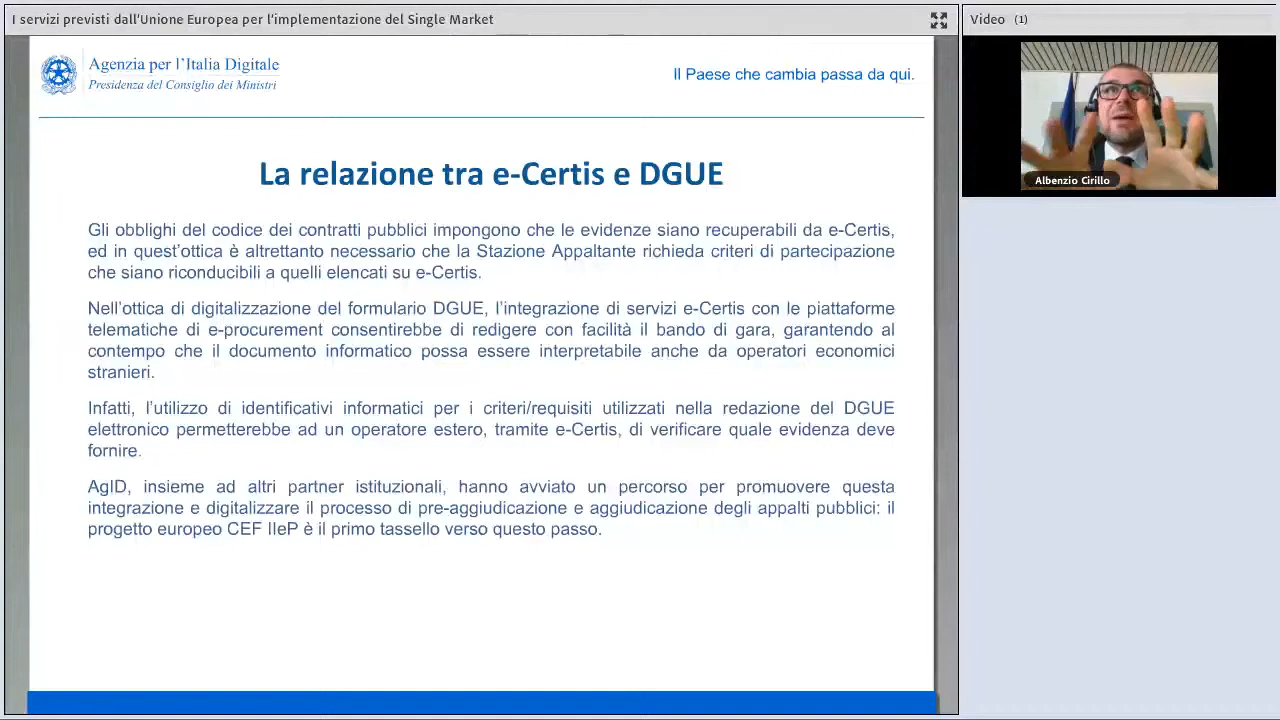 I servizi previsti dall'Unione Europea per l'implementazione del Single Market
Video (1)
Agenzia per l'Italia Digitale
Presidenza del Consiglio dei Ministri
Il Paese che cambia passa da qui.
Albenzio Cirillo
La relazione tra e-Certis e DGUE
Gli obblighi del codice dei contratti pubblici impongono che le evidenze siano recuperabili da e-Certis,
ed in quest'ottica è altrettanto necessario che la Stazione Appaltante richieda criteri di partecipazione
che siano riconducibili a quelli elencati su e-Certis.
Nell'ottica di digitalizzazione del formulario DGUE, l'integrazione di servizi e-Certis con le piattaforme
telematiche di e-procurement consentirebbe di redigere con facilità il bando di gara, garantendo al
contempo che il documento informatico possa essere interpretabile anche da operatori economici
stranieri.
Infatti, l'utilizzo di identificativi informatici per i criteri/requisiti utilizzati nella redazione del DGUE
elettronico permetterebbe ad un operatore estero, tramite e-Certis, di verificare quale evidenza deve
fornire.
AgID, insieme ad altri partner istituzionali, hanno avviato un percorso per promuovere questa
integrazione e digitalizzare il processo di pre-aggiudicazione e aggiudicazione degli appalti pubblici: il
progetto europeo CEF IIeP è il primo tassello verso questo passo.